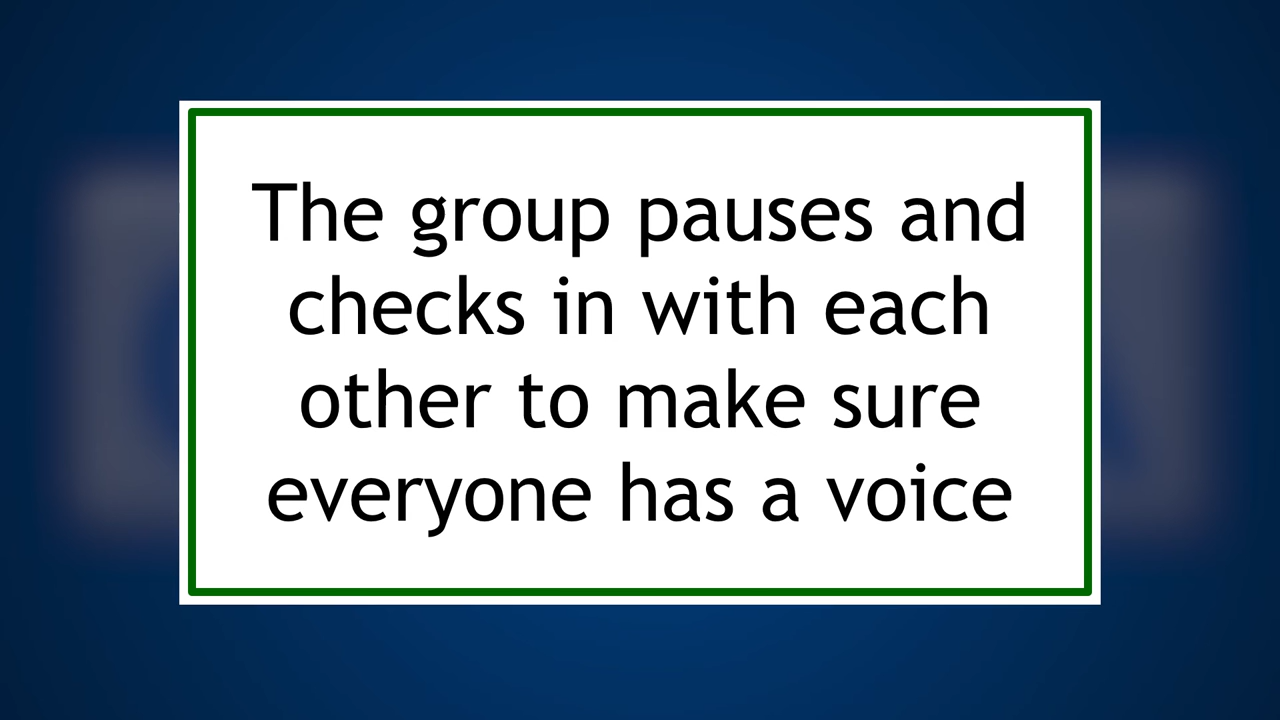 The group pauses and
checks in with each
other to make sure
everyone has a voice